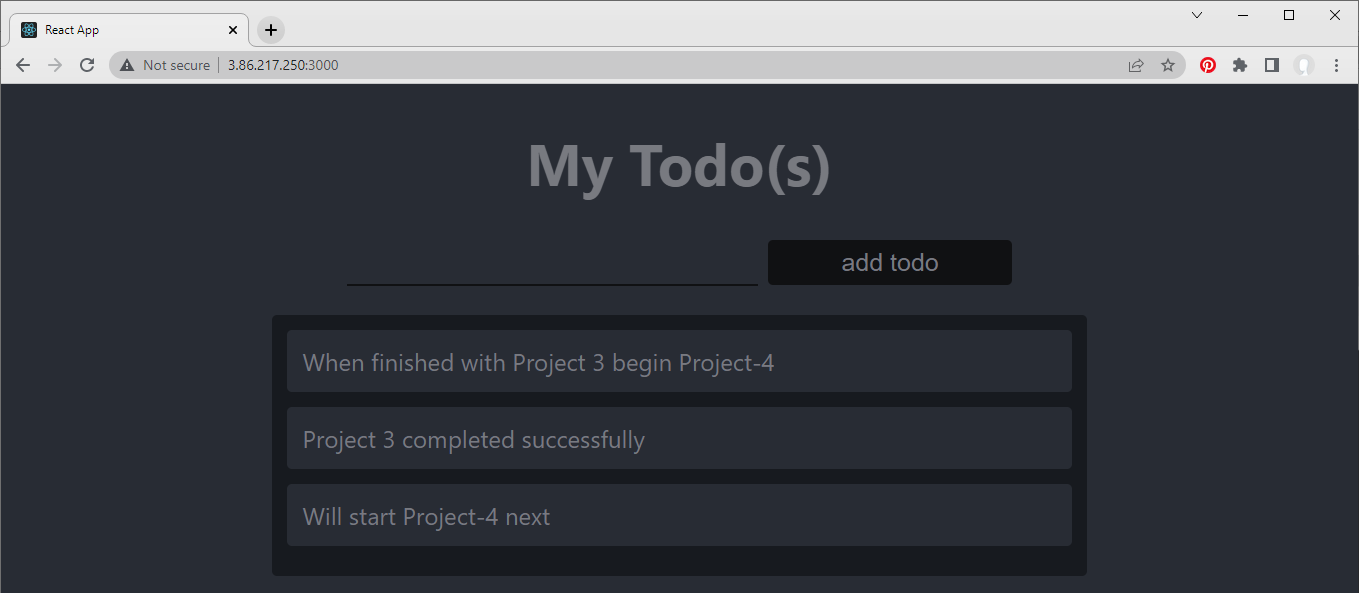 React App
Not secure
3.86.217.250:3000
My Todo(s)
add todo
When finished with Project 3 begin Project-4
Project 3 completed successfully
Will start Project-4 next